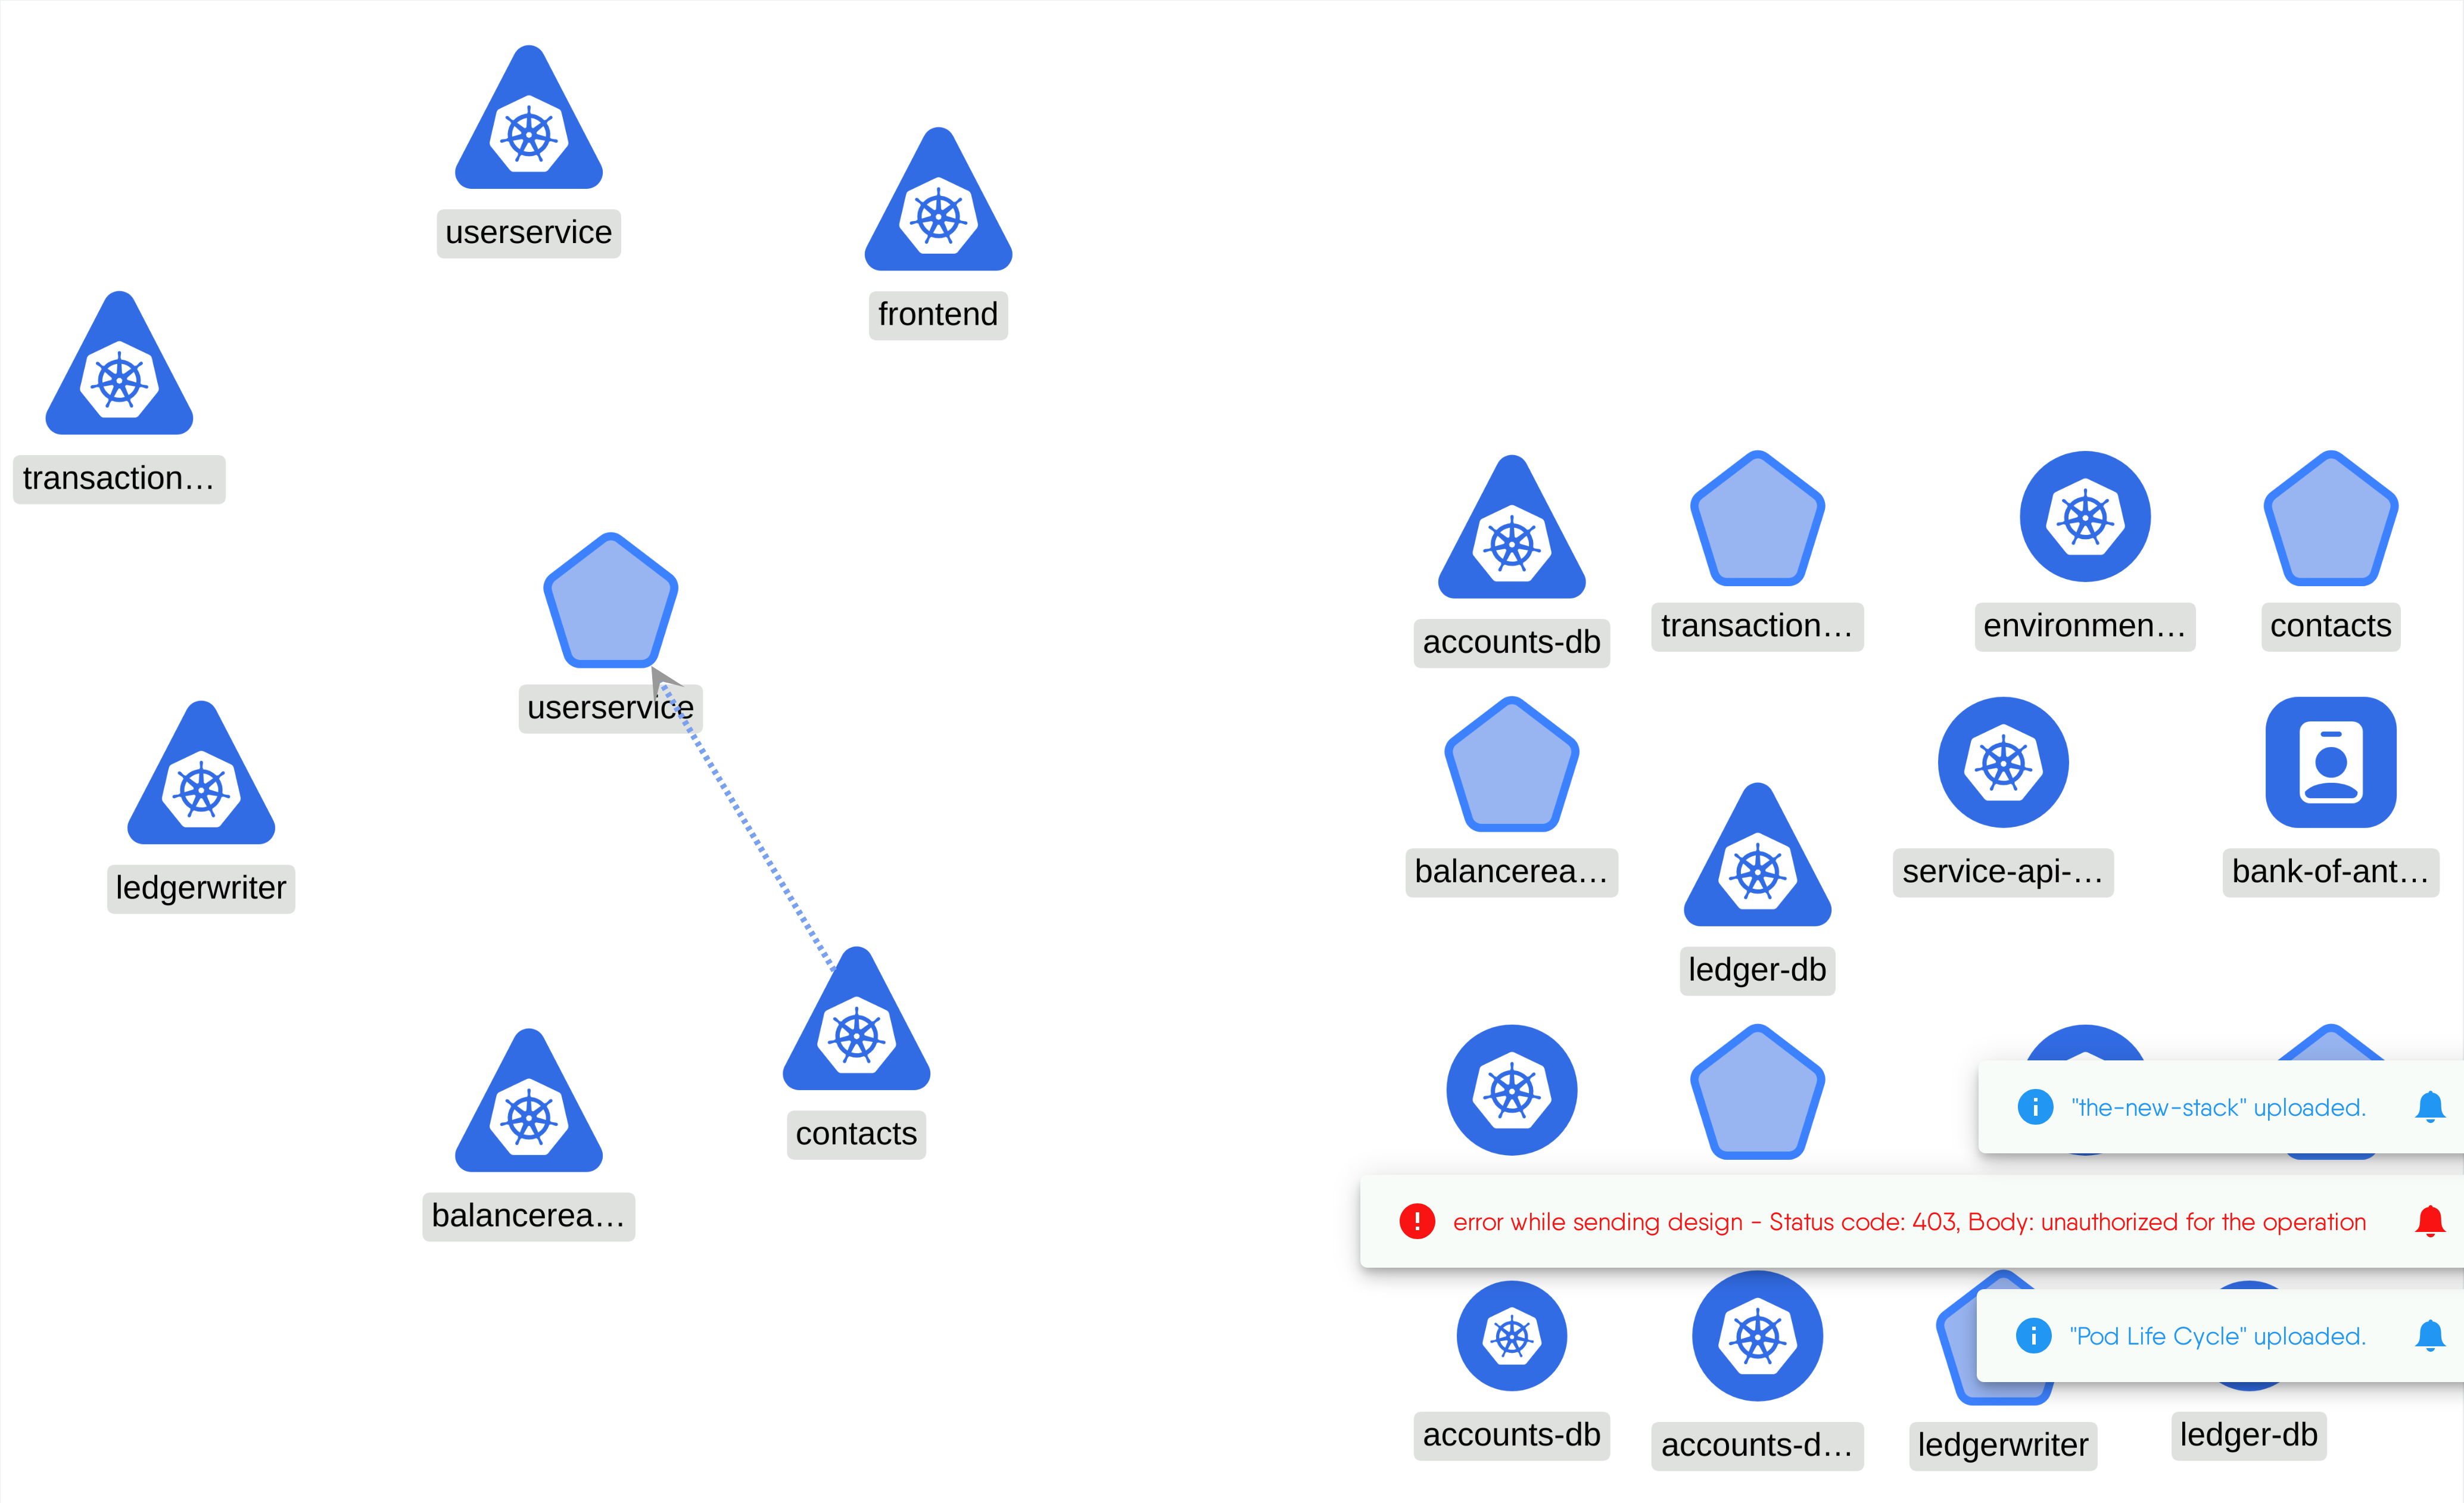 userservice
frontend
transaction…
userservice
accounts-db
transaction…
environmen…
contacts
ledgerwriter
balancerea…
service-api-…
bank-of-ant…
ledger-db
contacts
balancerea…
"the-new-stack" uploaded.
error while sending design - Status code: 403, Body: unauthorized for the operation
"Pod Life Cycle" uploaded.
accounts-db
accounts-d…
ledgerwriter
ledger-db